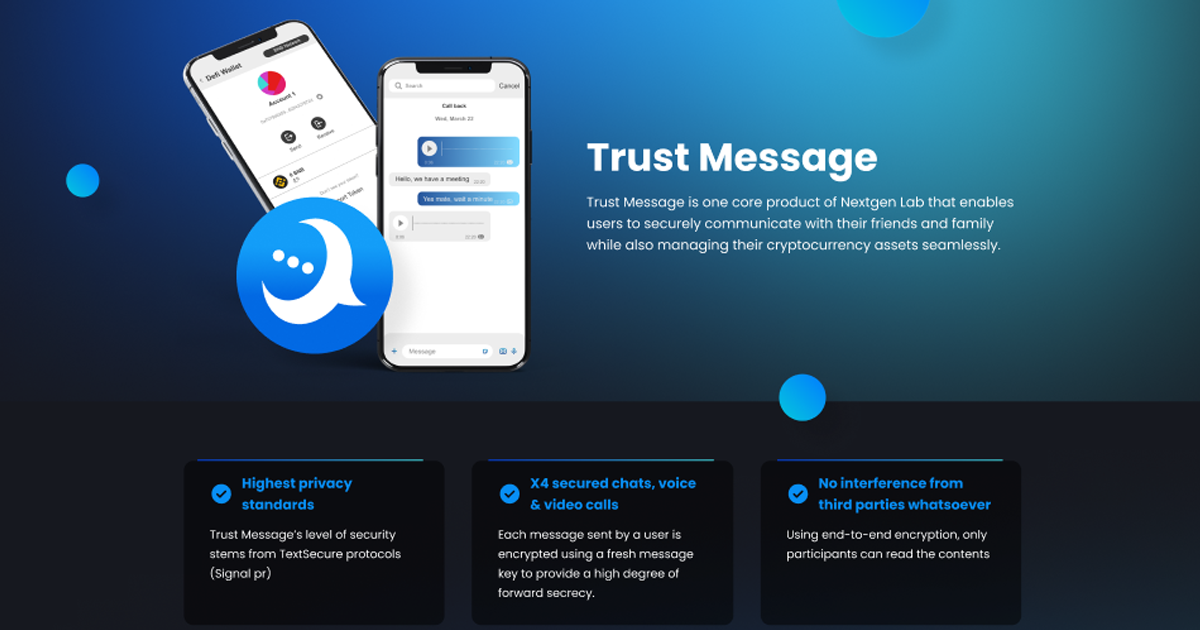 Defi Wallet
BNB Network
Account 1
Send
Receive
Search
Cancel
Call back
Wed, March 23
Hello, we have a meeting
Yes mate, wait a minute
Message
Trust Message
Trust Message is one core product of Nextgen Lab that enables
users to securely communicate with their friends and family
while also managing their cryptocurrency assets seamlessly.
Highest privacy
standards
Trust Message's level of security
stems from TextSecure protocols
(Signal pr)
X4 secured chats, voice
& video calls
Each message sent by a user is
encrypted using a fresh message
key to provide a high degree of
forward secrecy.
No interference from
third parties whatsoever
Using end-to-end encryption, only
participants can read the contents